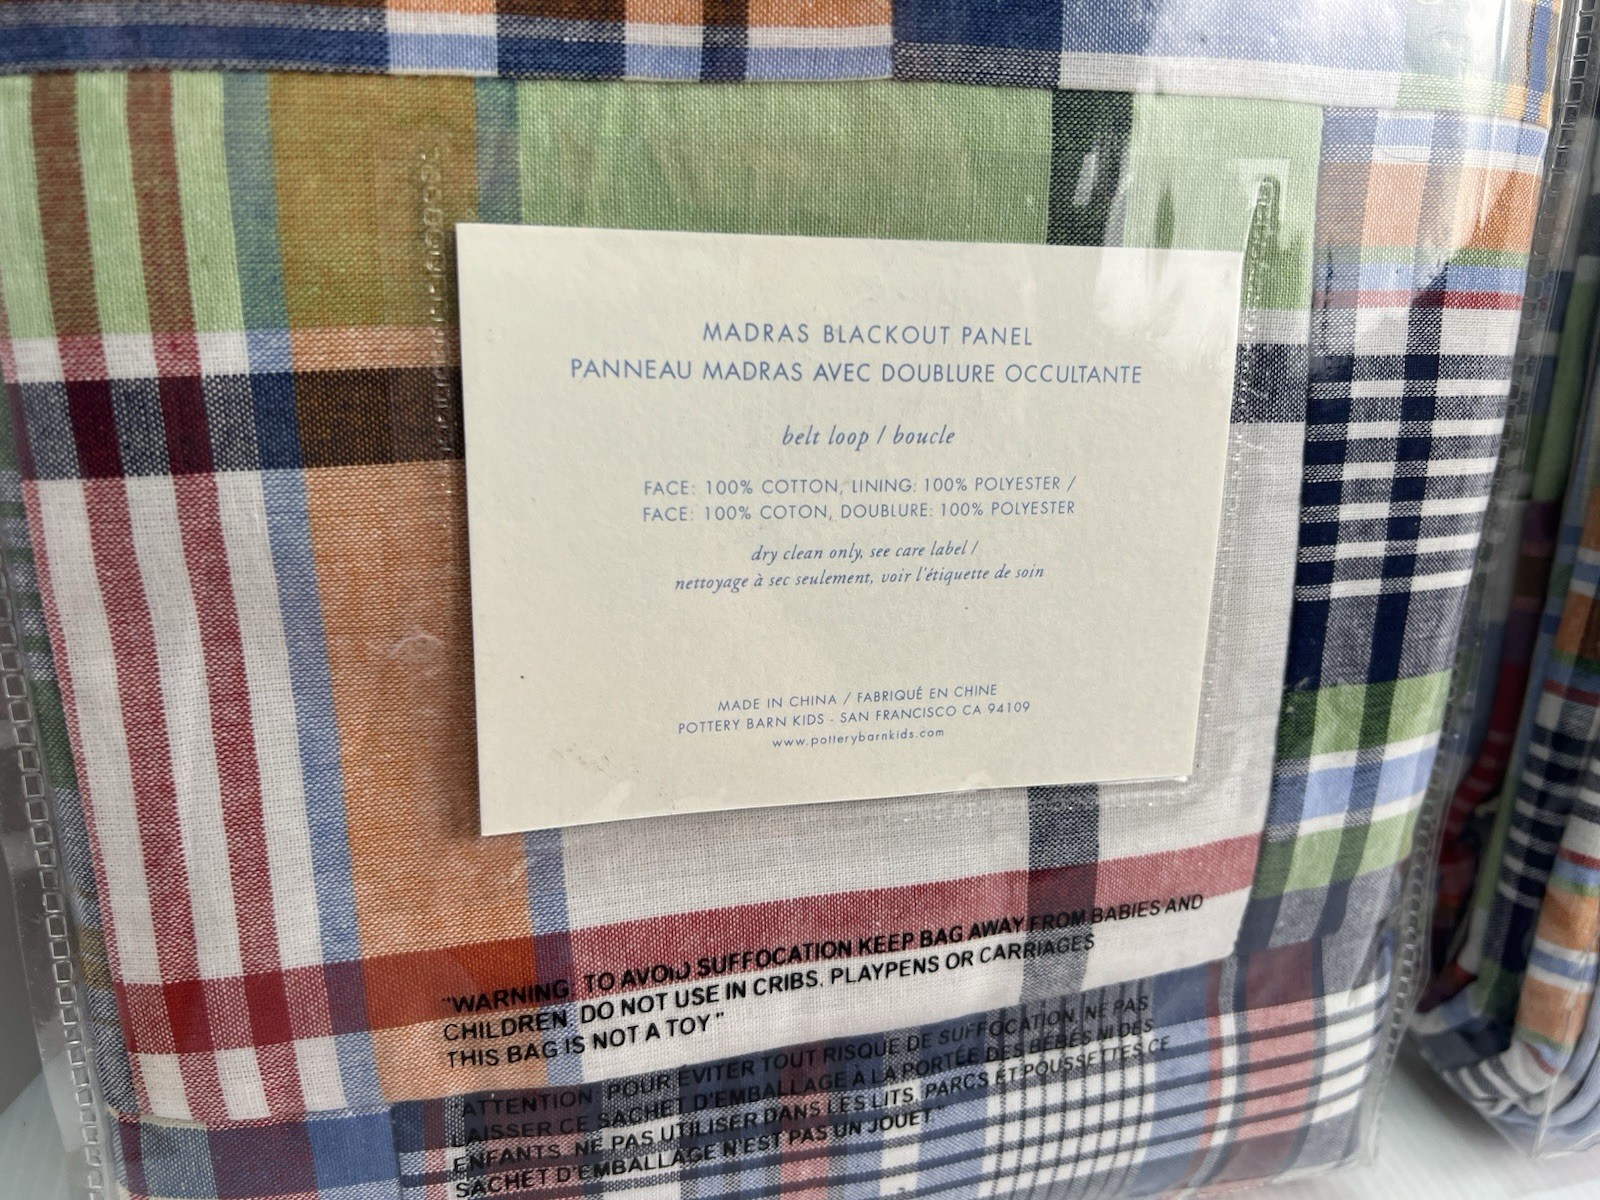 MADRAS BLACKOUT PANEL
PANNEAU MADRAS AVEC DOUBLURE OCCULTANTE
belt loop / boucle
FACE: 100% COTTON, LINING: 100% POLYESTER /
FACE: 100% COTON, DOUBLURE: 100% POLYESTER
dry clean only, see care label /
nettoyage à sec seulement, voir l'étiquette de soin
MADE IN CHINA / FABRIQUÉ EN CHINE
POTTERY BARN KIDS - SAN FRANCISCO CA 94109
www.potterybarnkids.com
"WARNING: TO AVOID SUFFOCATION KEEP BAG AWAY FROM BABIES AND
CHILDREN. DO NOT USE IN CRIBS, PLAYPENS OR CARRIAGES
THIS BAG IS NOT A TOY"
"ATTENTION: POUR ÉVITER TOUT RISQUE DE SUFFOCATION, NE PAS
LAISSER CE SACHET D'EMBALLAGE À LA PORTÉE DES BÉBÉS NI DES
ENFANTS. NE PAS UTILISER DANS LES LITS, PARCS ET POUSSETTES CE
SACHET D'EMBALLAGE N'EST PAS UN JOUET"